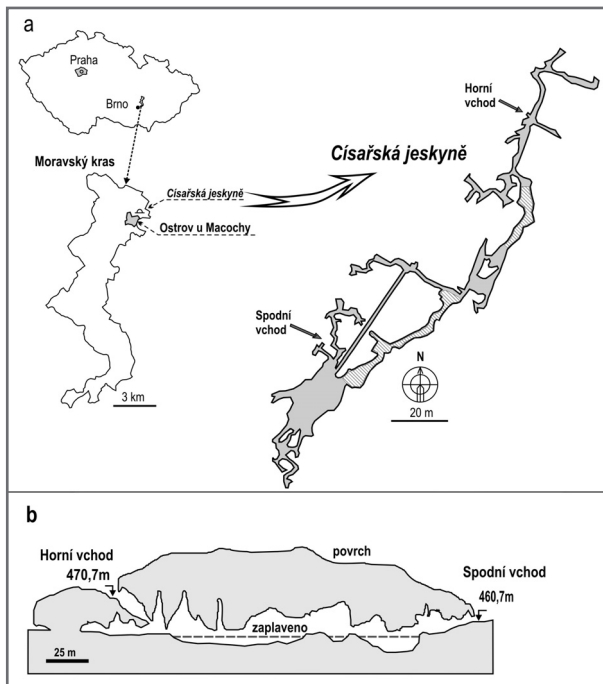 a
Praha
Brno
Moravský kras
Císařská jeskyně
Ostrov u Macochy
3 km
Horní
vchod
Císařská jeskyně
Spodní
vchod
N
20 m
b
Horní vchod
470,7m
povrch
Spodní vchod
460,7m
zaplaveno
25 m